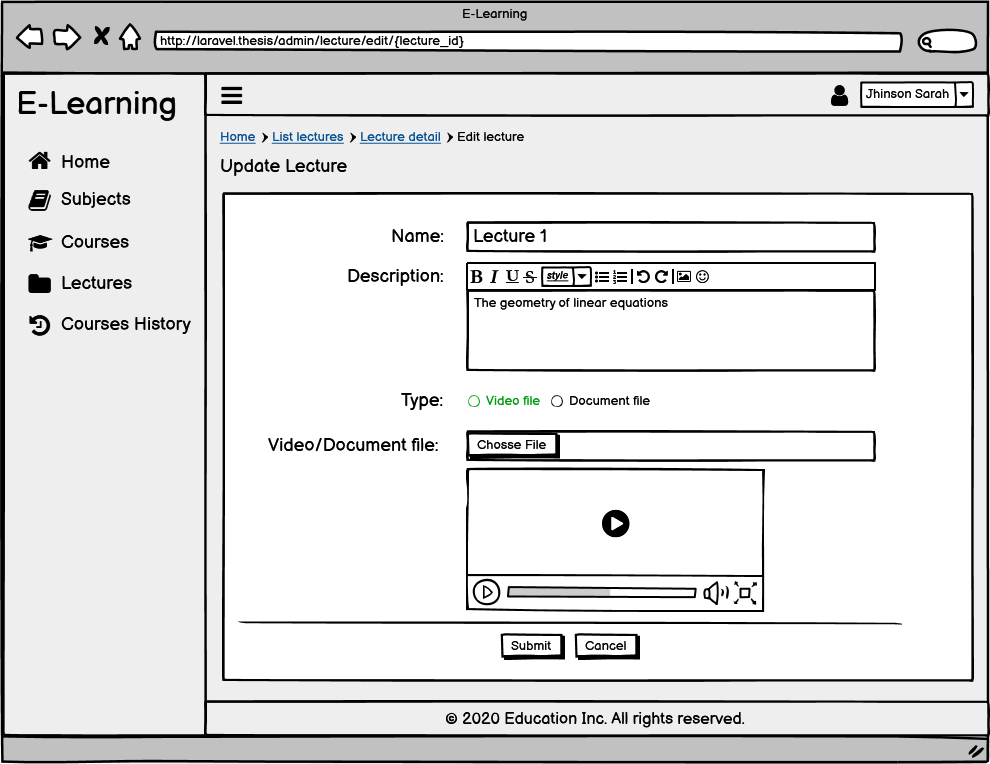 E-Learning
http://laravel.thesis/admin/lecture/edit/{lecture_id}
E-Learning
Jhinson Sarah
Home
Subjects
Courses
Lectures
Courses History
Home List lectures Lecture detail Edit lecture
Update Lecture
Name: Lecture 1
Description: B I U S style
The geometry of linear equations
Type: Video file Document file
Video/Document file: Chosse File
Submit Cancel
© 2020 Education Inc. All rights reserved.